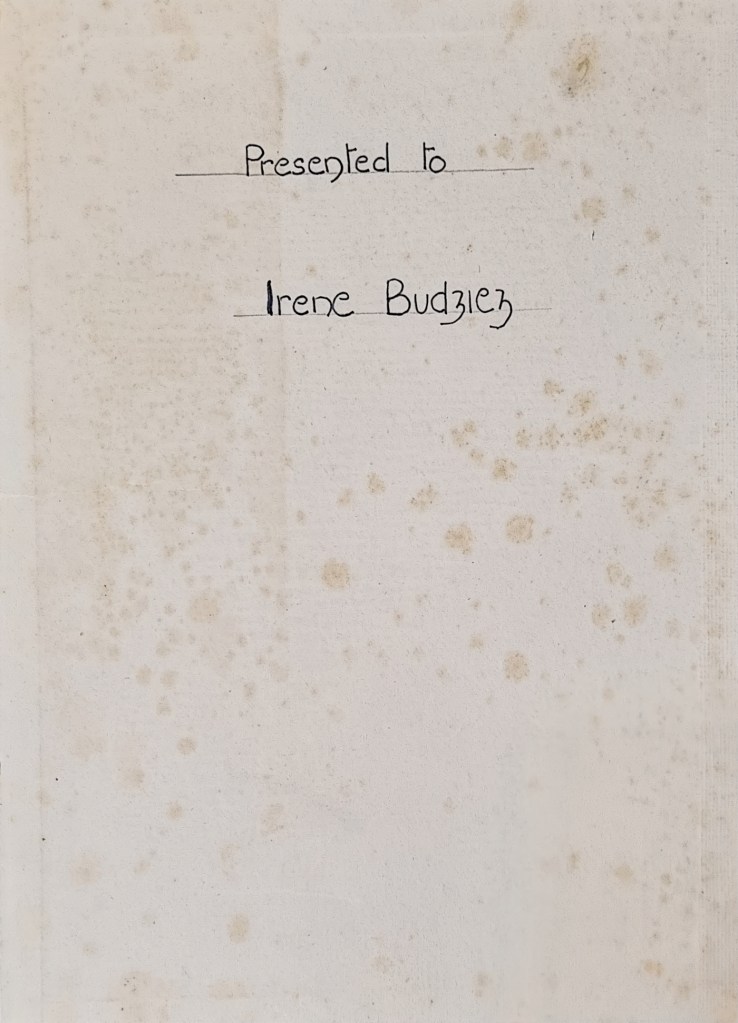 Presented to
Irene Budziez